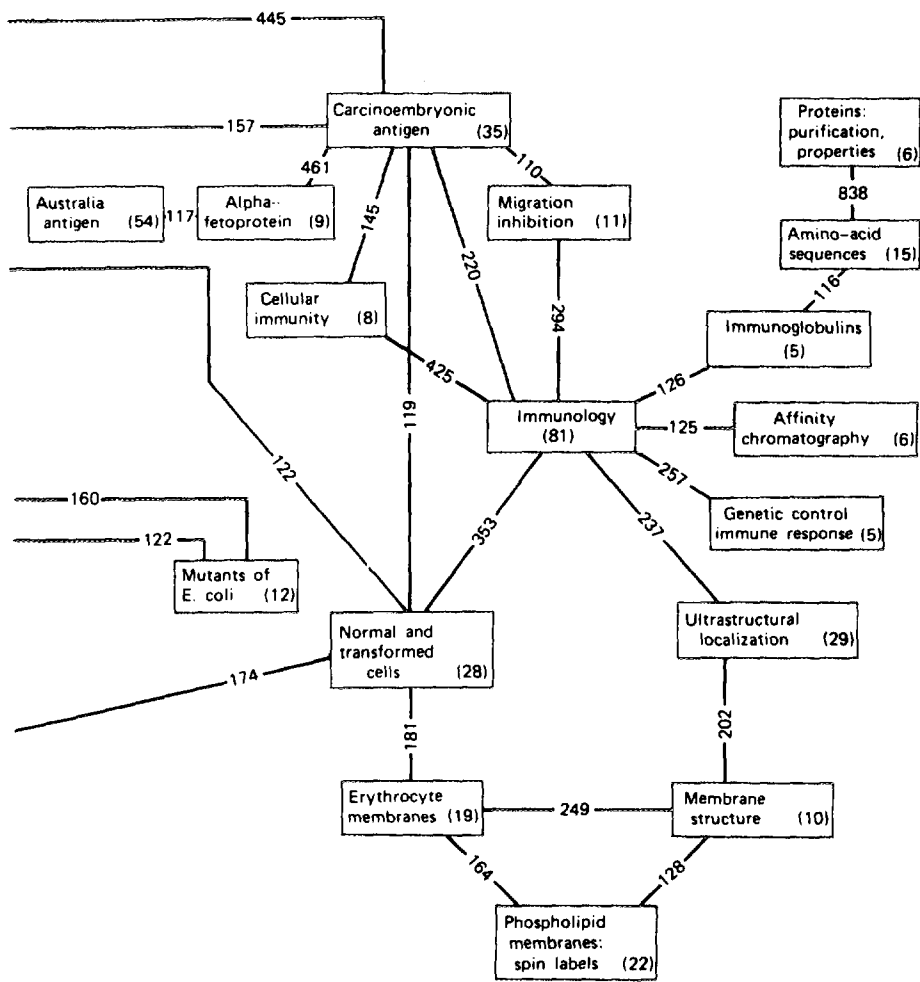 445
Carcinoembryonic
antigen (35)
157
Proteins:
purification,
properties (6)
461
110
838
Australia
antigen (54)
117
Alpha-
fetoprotein (9)
145
Migration
inhibition (11)
Amino-acid
sequences (15)
220
116
Cellular
immunity (8)
294
Immunoglobulins
(5)
425
126
119
Immunology
(81)
125
Affinity
chromatography (6)
122
257
160
353
237
Genetic control
immune response (5)
122
Mutants of
E. coli (12)
Normal and
transformed
cells (28)
Ultrastructural
localization (29)
174
181
202
Erythrocyte
membranes (19)
249
Membrane
structure (10)
164
128
Phospholipid
membranes:
spin labels (22)